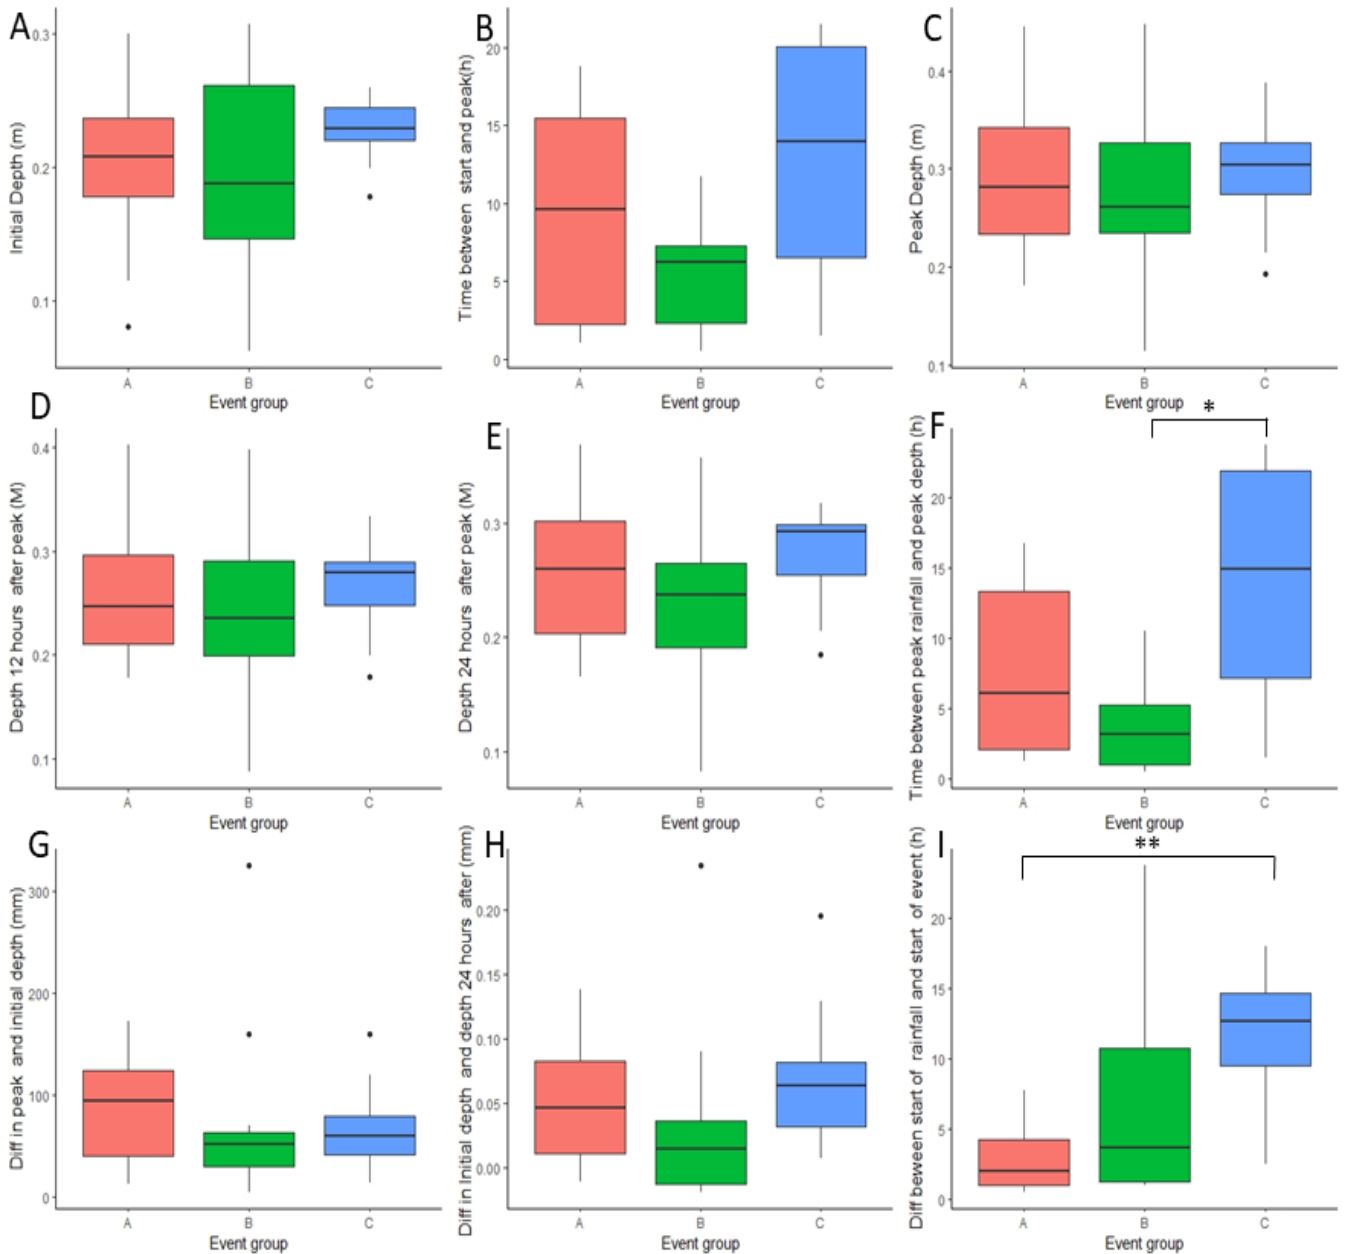 A
Initial Depth (m)
0.3
0.2
0.1
A B C
Event group
B
Time between start and peak(h)
20
15
10
5
0
A B C
Event group
C
Peak Depth (m)
0.4
0.3
0.2
0.1
A B C
Event group
D
Depth 12 hours after peak (M)
0.4
0.3
0.2
0.1
A B C
Event group
E
Depth 24 hours after peak (M)
0.3
0.2
0.1
A B C
Event group
F
*
Time between peak rainfall and peak depth (h)
20
15
10
5
0
A B C
Event group
G
Diff in peak and initial depth (mm)
300
200
100
0
A B C
Event group
H
Diff in Initial depth and depth 24 hours after (mm)
0.20
0.15
0.10
0.05
0.00
A B C
Event group
I
**
Diff beween start of rainfall and start of event (h)
20
15
10
5
0
A B C
Event group